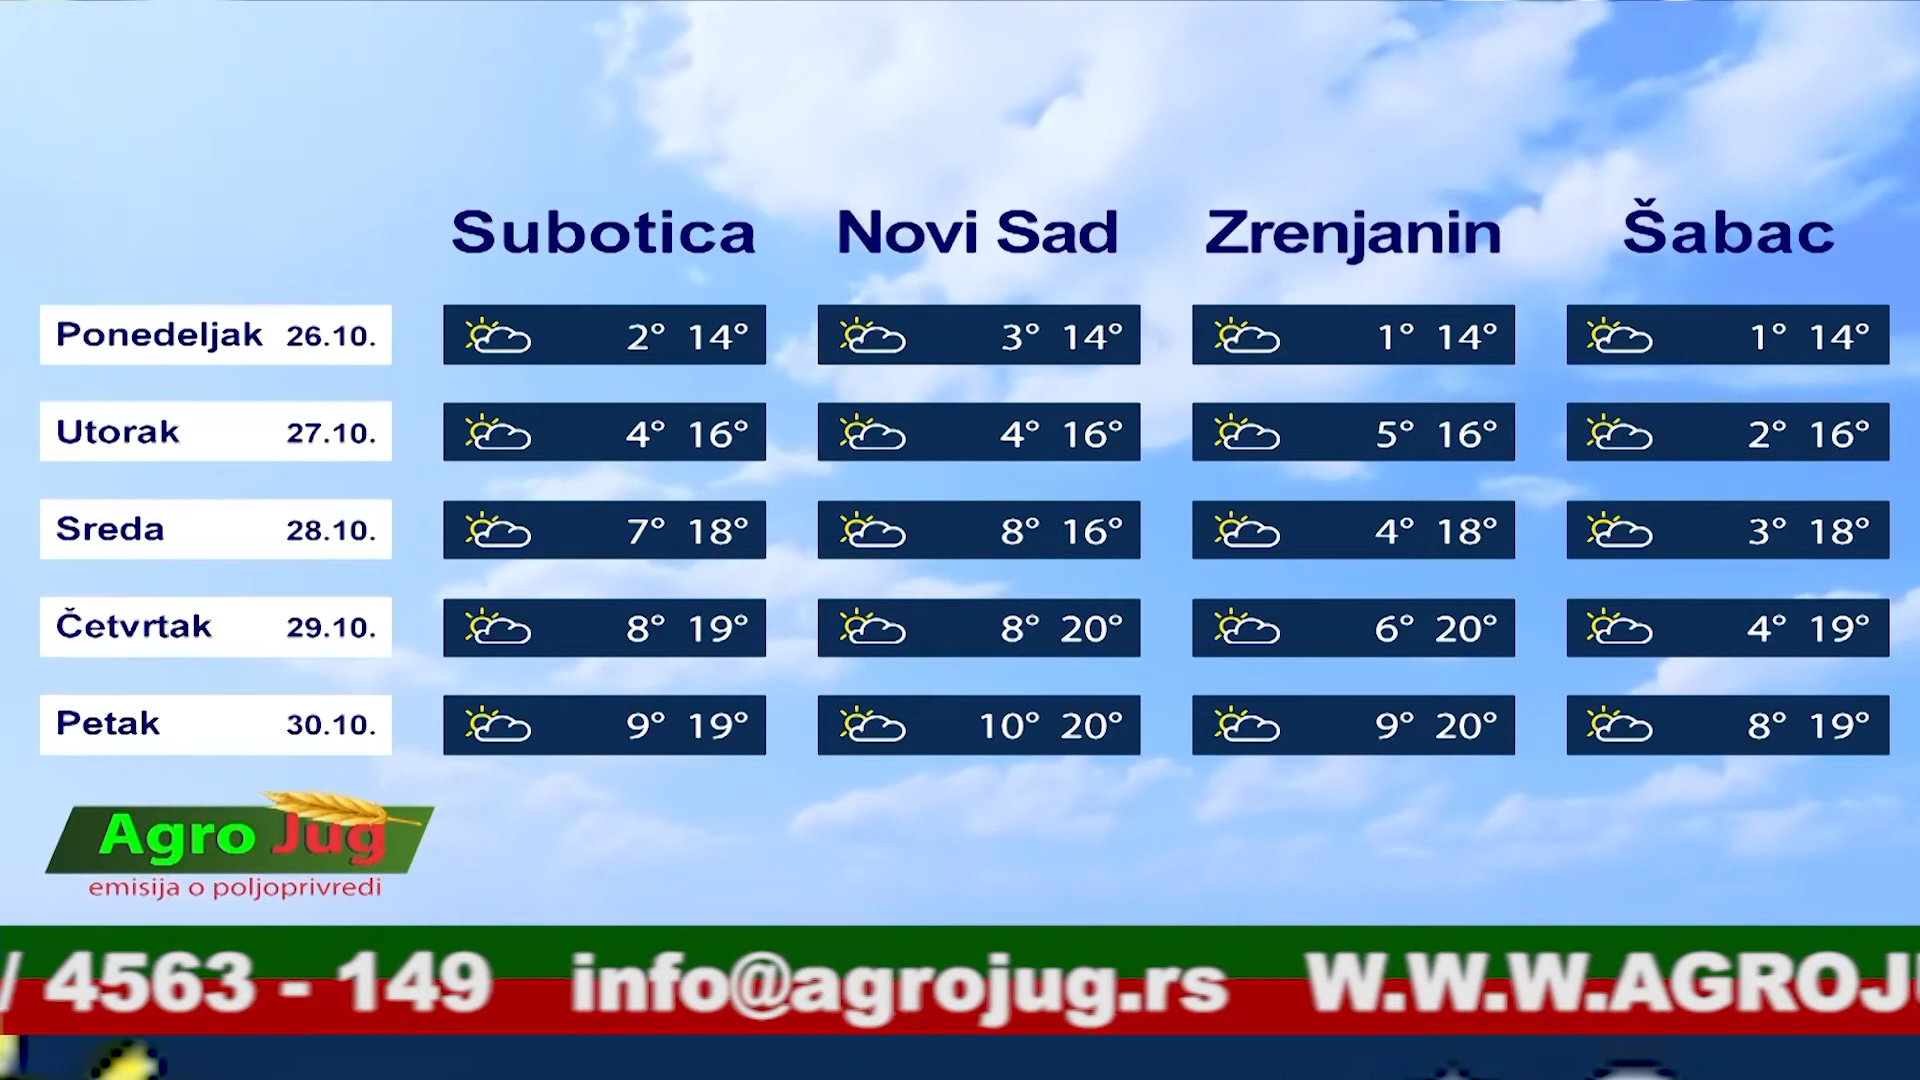 Subotica Novi Sad Zrenjanin Šabac
Ponedeljak 26.10. 2° 14° 3° 14° 1° 14° 1° 14°
Utorak 27.10. 4° 16° 4° 16° 5° 16° 2° 16°
Sreda 28.10. 7° 18° 8° 16° 4° 18° 3° 18°
Četvrtak 29.10. 8° 19° 8° 20° 6° 20° 4° 19°
Petak 30.10. 9° 19° 10° 20° 9° 20° 8° 19°
Agro Jug
emisija o poljoprivredi
/ 4563 - 149 info@agrojug.rs W.W.W.AGROJU